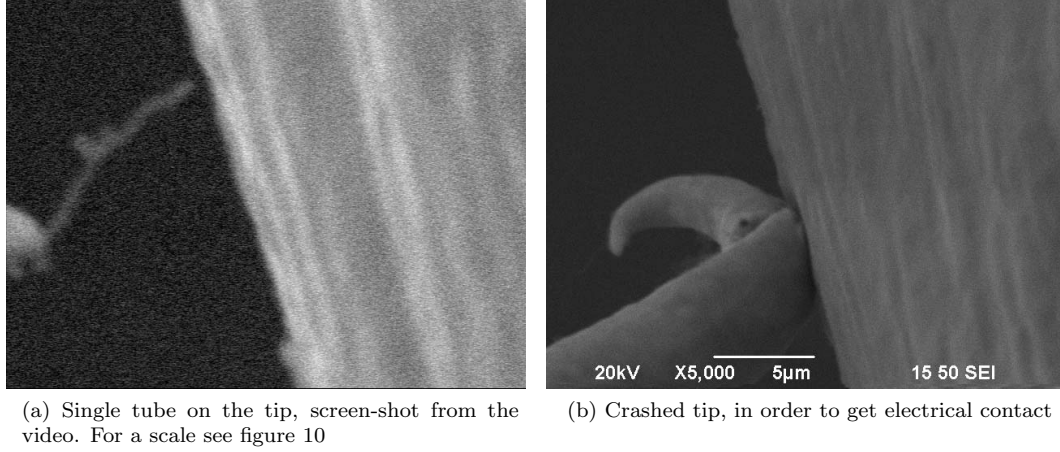 20kV X5,000 5µm 15 50 SEI
(a) Single tube on the tip, screen-shot from the
video. For a scale see figure 10
(b) Crashed tip, in order to get electrical contact